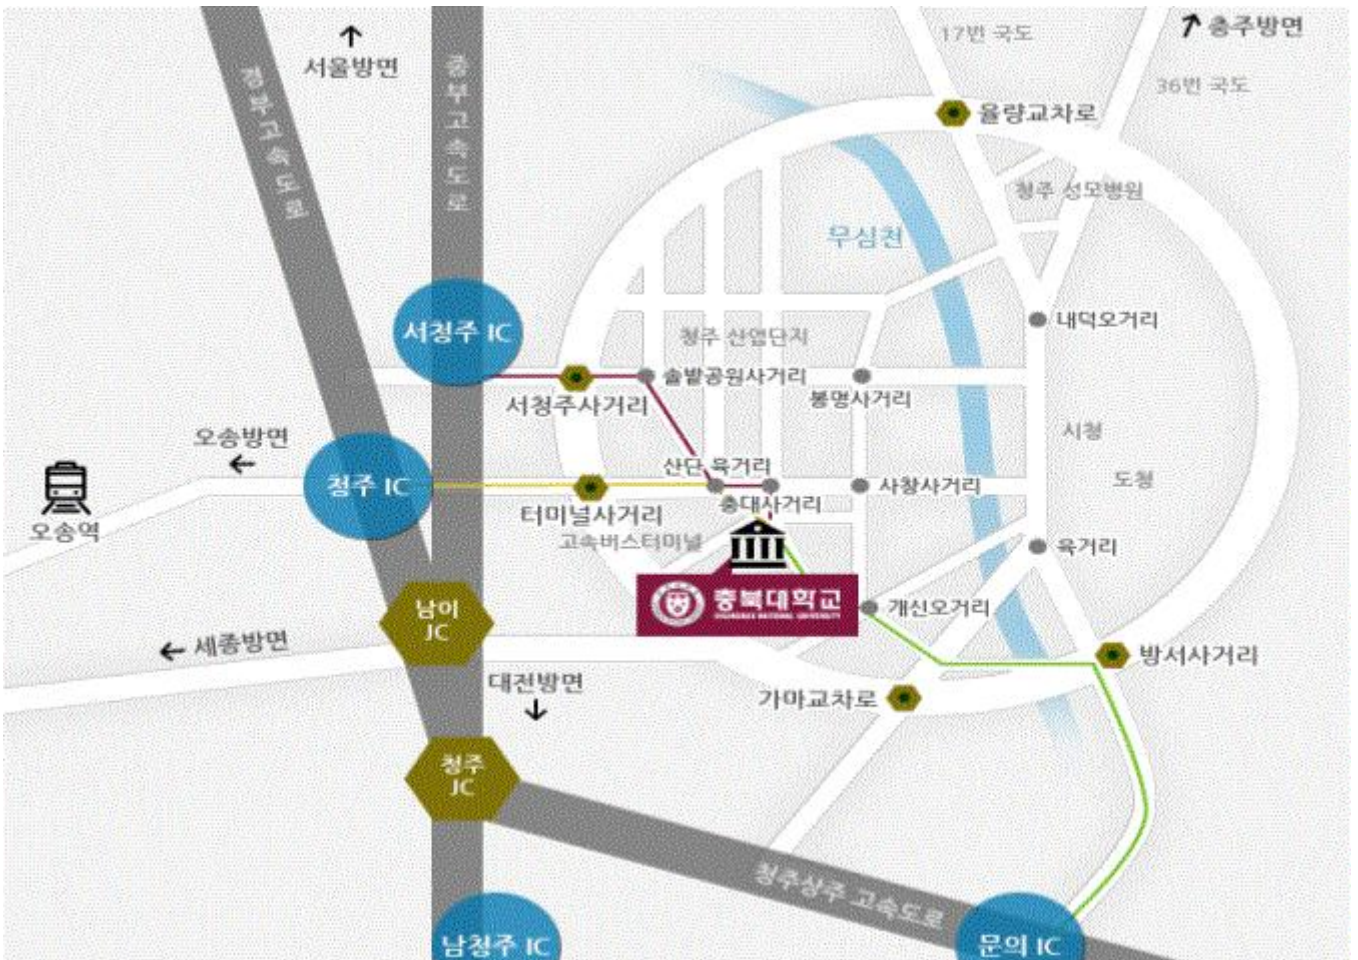 17번 국도
충주방면
서울방면
36번 국도
경부고속도로
중부고속도로
율량교차로
청주 성모병원
무심천
서청주 IC
내덕오거리
청주 산업단지
솔밭공원사거리
서청주사거리
봉명사거리
오송방면
시청
산단 육거리
도청
청주 IC
사창사거리
충대사거리
터미널사거리
오송역
고속버스터미널
육거리
충북대학교
CHUNGBUK NATIONAL UNIVERSITY
개신오거리
남이
JC
세종방면
방서사거리
대전방면
가마교차로
청주
JC
청주상주 고속도로
남청주 IC
문의 IC